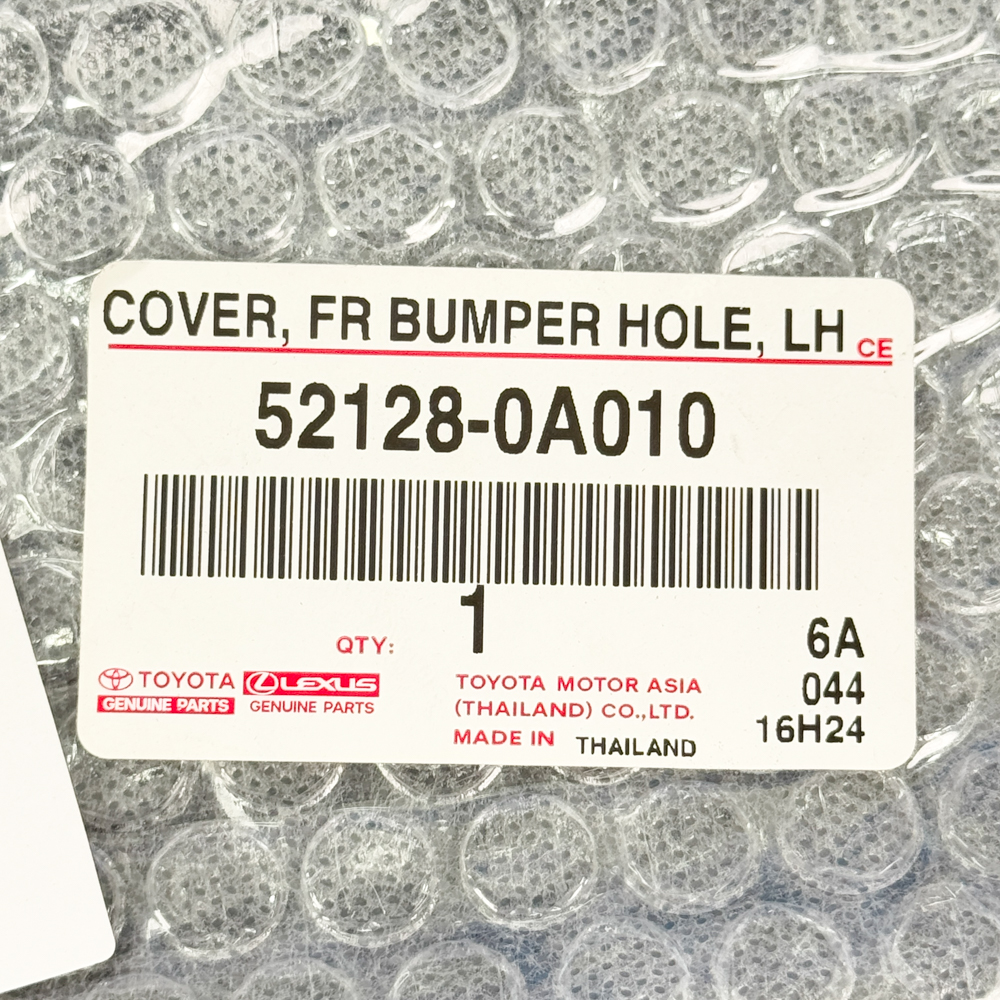 COVER, FR BUMPER HOLE, LH CE
52128-0A010
QTY: 1
6A
044
16H24
TOYOTA
GENUINE PARTS
LEXUS
GENUINE PARTS
TOYOTA MOTOR ASIA
(THAILAND) CO.,LTD.
MADE IN THAILAND